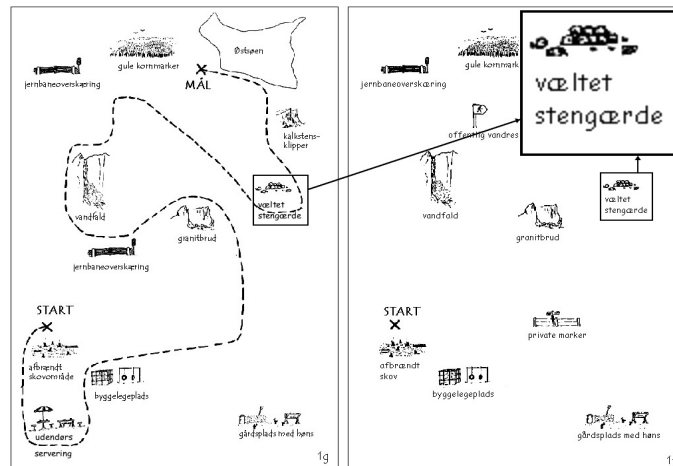 Østsøen
gule kornmarker
jernbaneoverskæring
MÅL
kalkstens-
klipper
vandfald
væltet
stengærde
granitbrud
jernbaneoverskæring
START
afbrændt
skovområde
byggelegeplads
udendørs
servering
gårdsplads med høns
1g
gule kornmark
jernbaneoverskæring
væltet
stengærde
offentlig vandres
vandfald
væltet
stengærde
granitbrud
START
afbrændt
skov
private marker
byggelegeplads
gårdsplads med høns